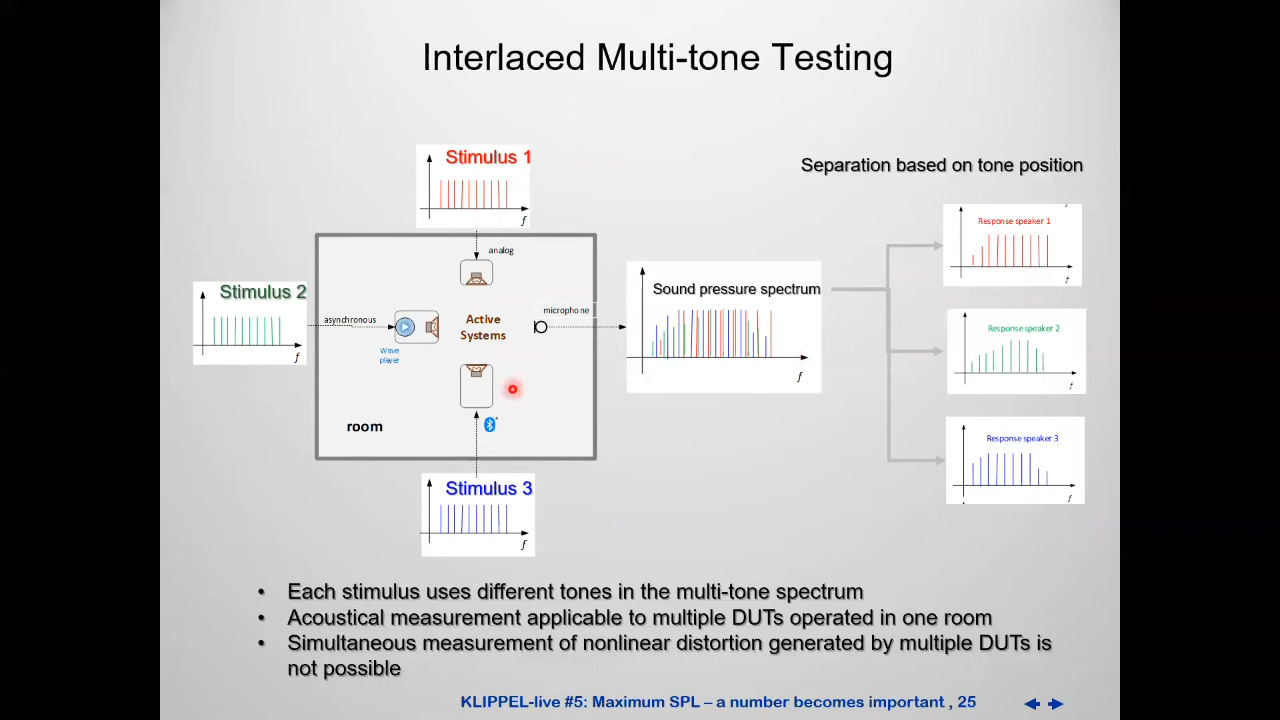 Interlaced Multi-tone Testing
Stimulus 1
f
Separation based on tone position
Stimulus 2
f
analog
asynchronous
Wave
player
Active
Systems
microphone
room
Stimulus 3
f
Sound pressure spectrum
f
Response speaker 1
f
Response speaker 2
f
Response speaker 3
f
• Each stimulus uses different tones in the multi-tone spectrum
• Acoustical measurement applicable to multiple DUTs operated in one room
• Simultaneous measurement of nonlinear distortion generated by multiple DUTs is
not possible
KLIPPEL-live #5: Maximum SPL – a number becomes important , 25